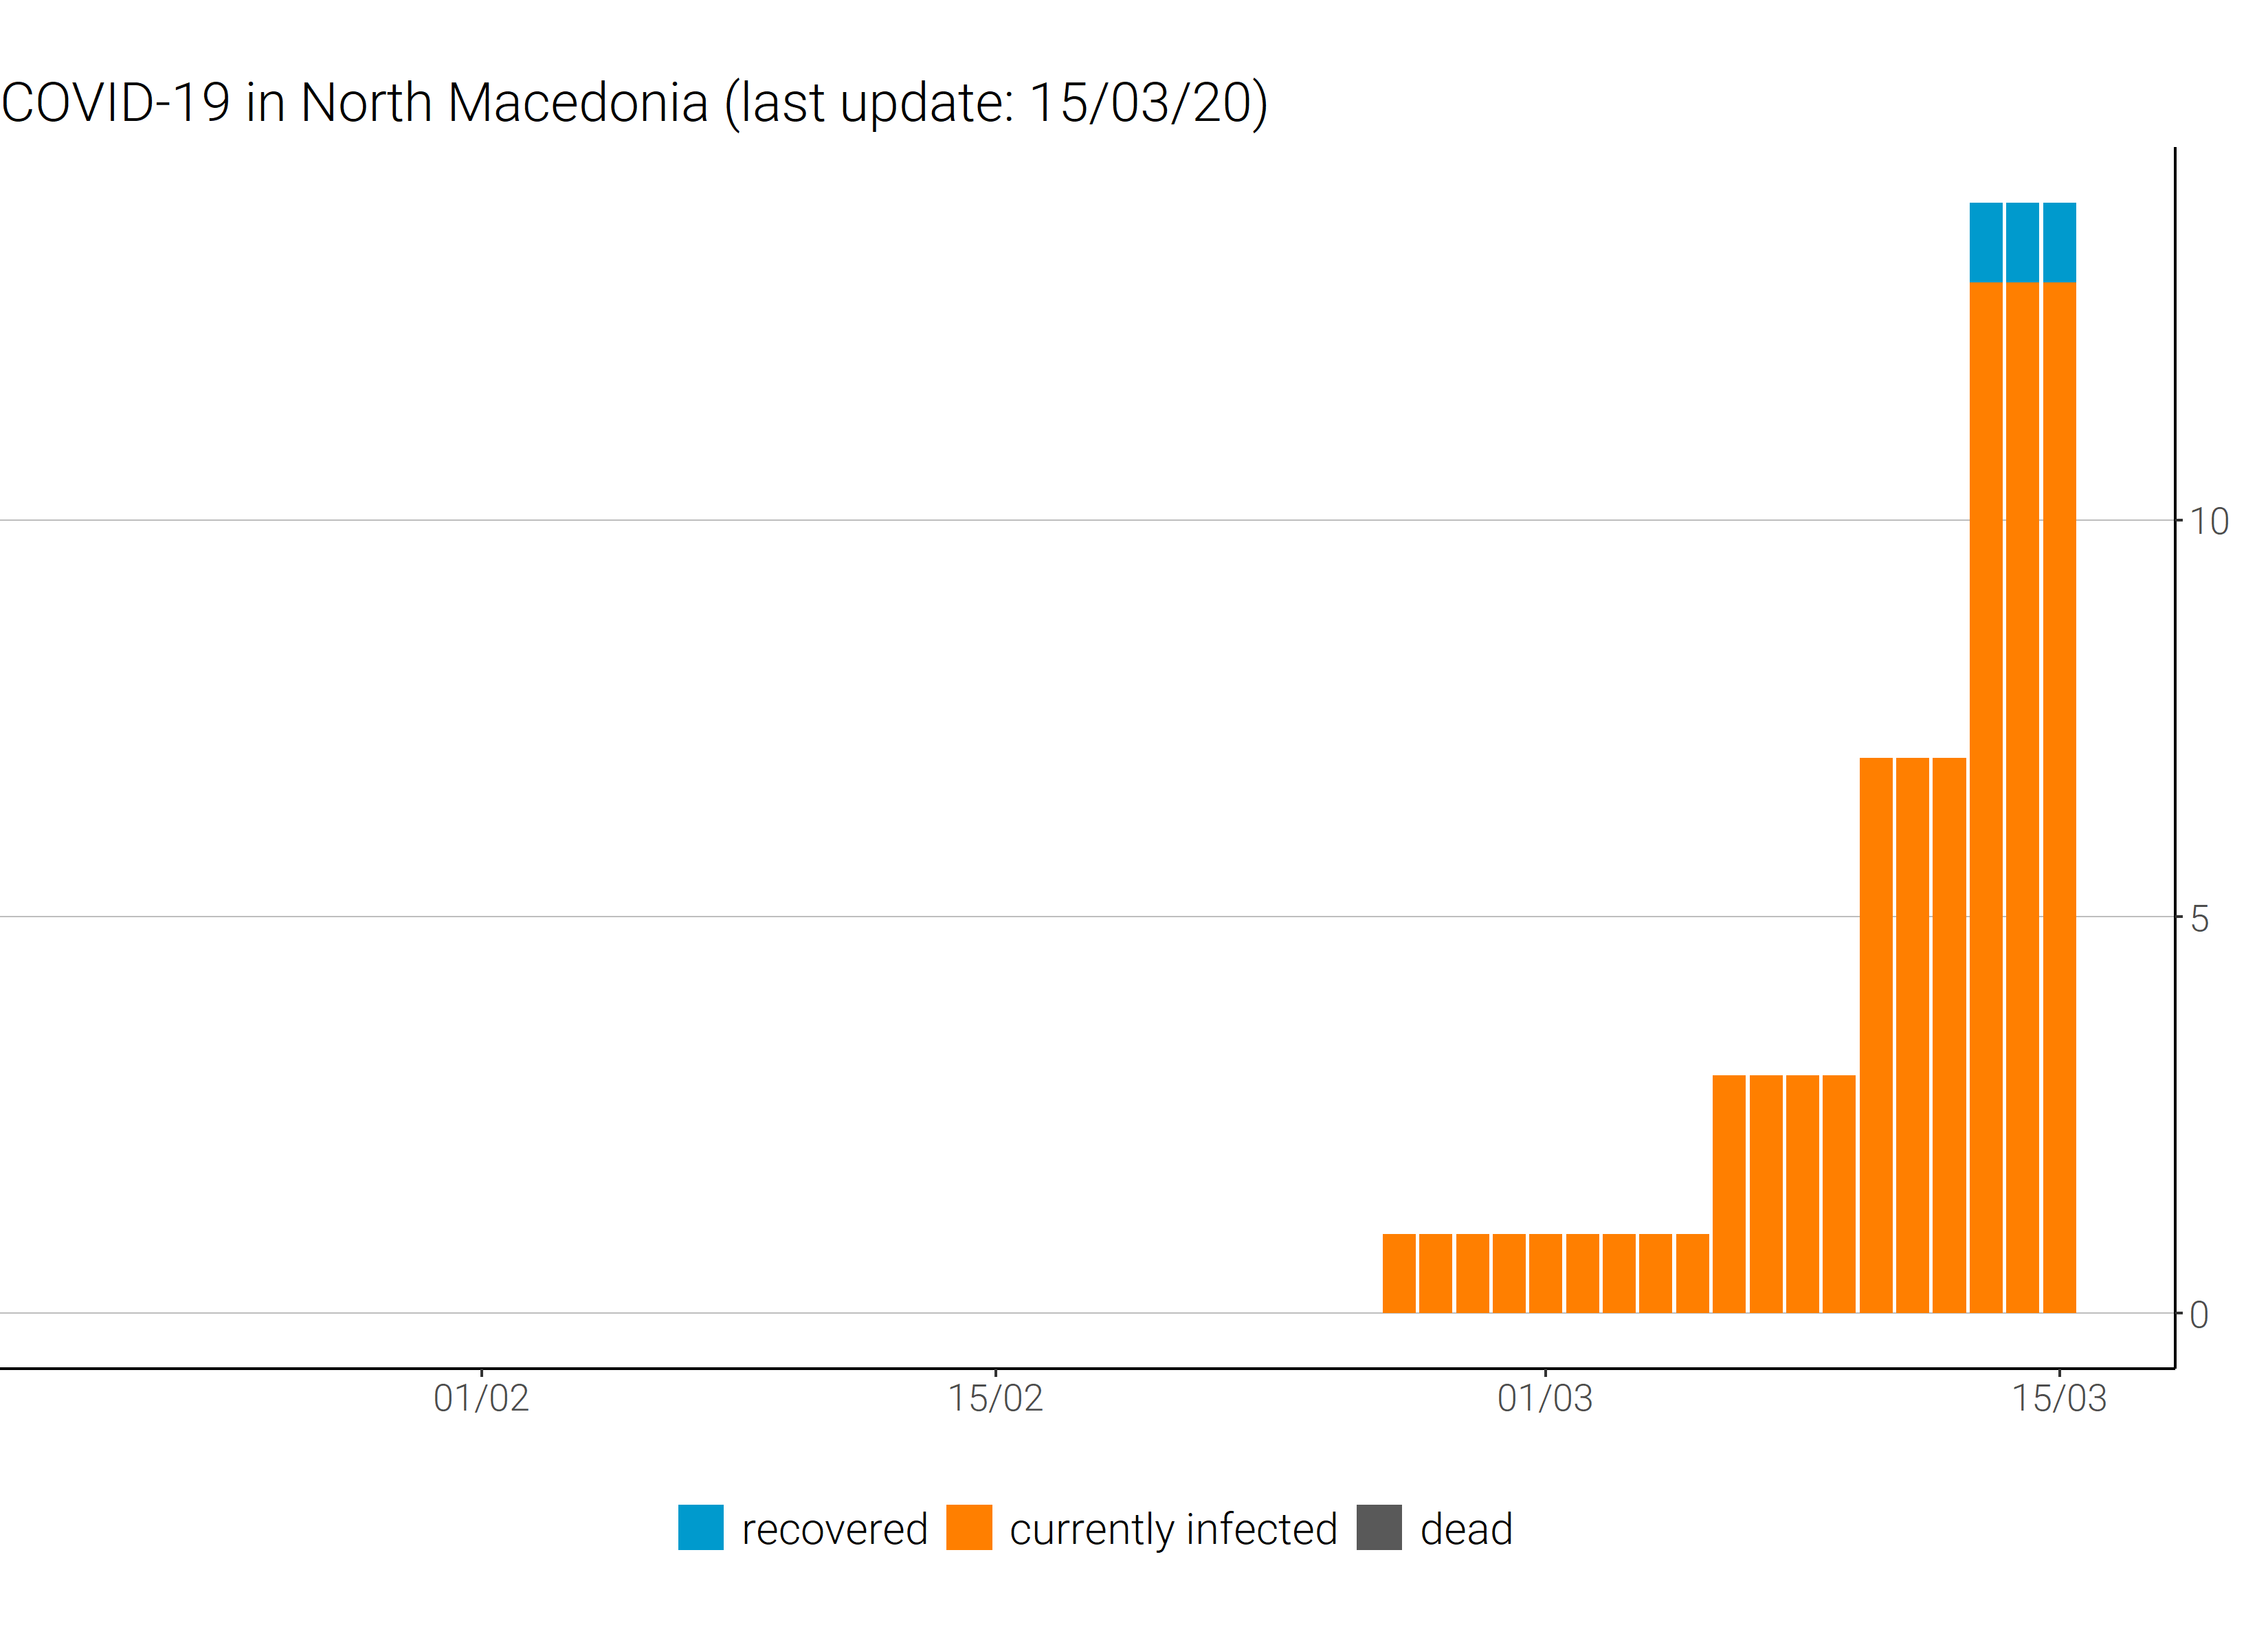 COVID-19 in North Macedonia (last update: 15/03/20)
10
5
0
01/02 15/02 01/03 15/03
recovered currently infected dead